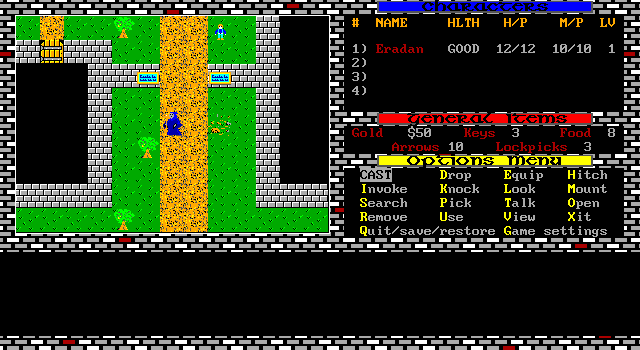 Characters
# NAME HLTH H/P M/P LV
1) Eradan GOOD 12/12 10/10 1
2)
3)
4)
General Items
Gold $50 Keys 3 Food 8
Arrows 10 Lockpicks 3
Options Menu
CAST Drop Equip Hitch
Invoke Knock Look Mount
Search Pick Talk Open
Remove Use View Xit
Quit/save/restore Game settings